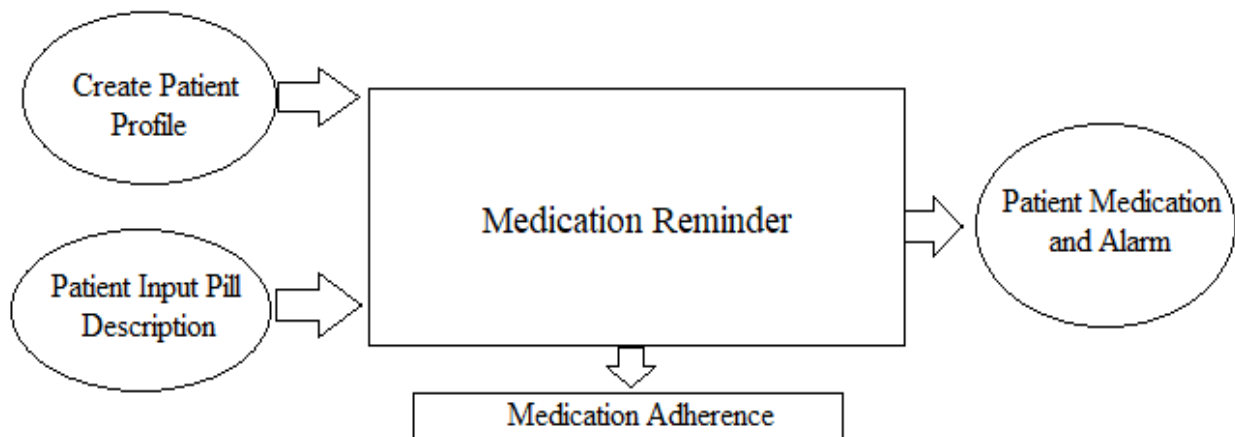 Create Patient
Profile
Medication Reminder
Patient Medication
and Alarm
Patient Input Pill
Description
Medication Adherence